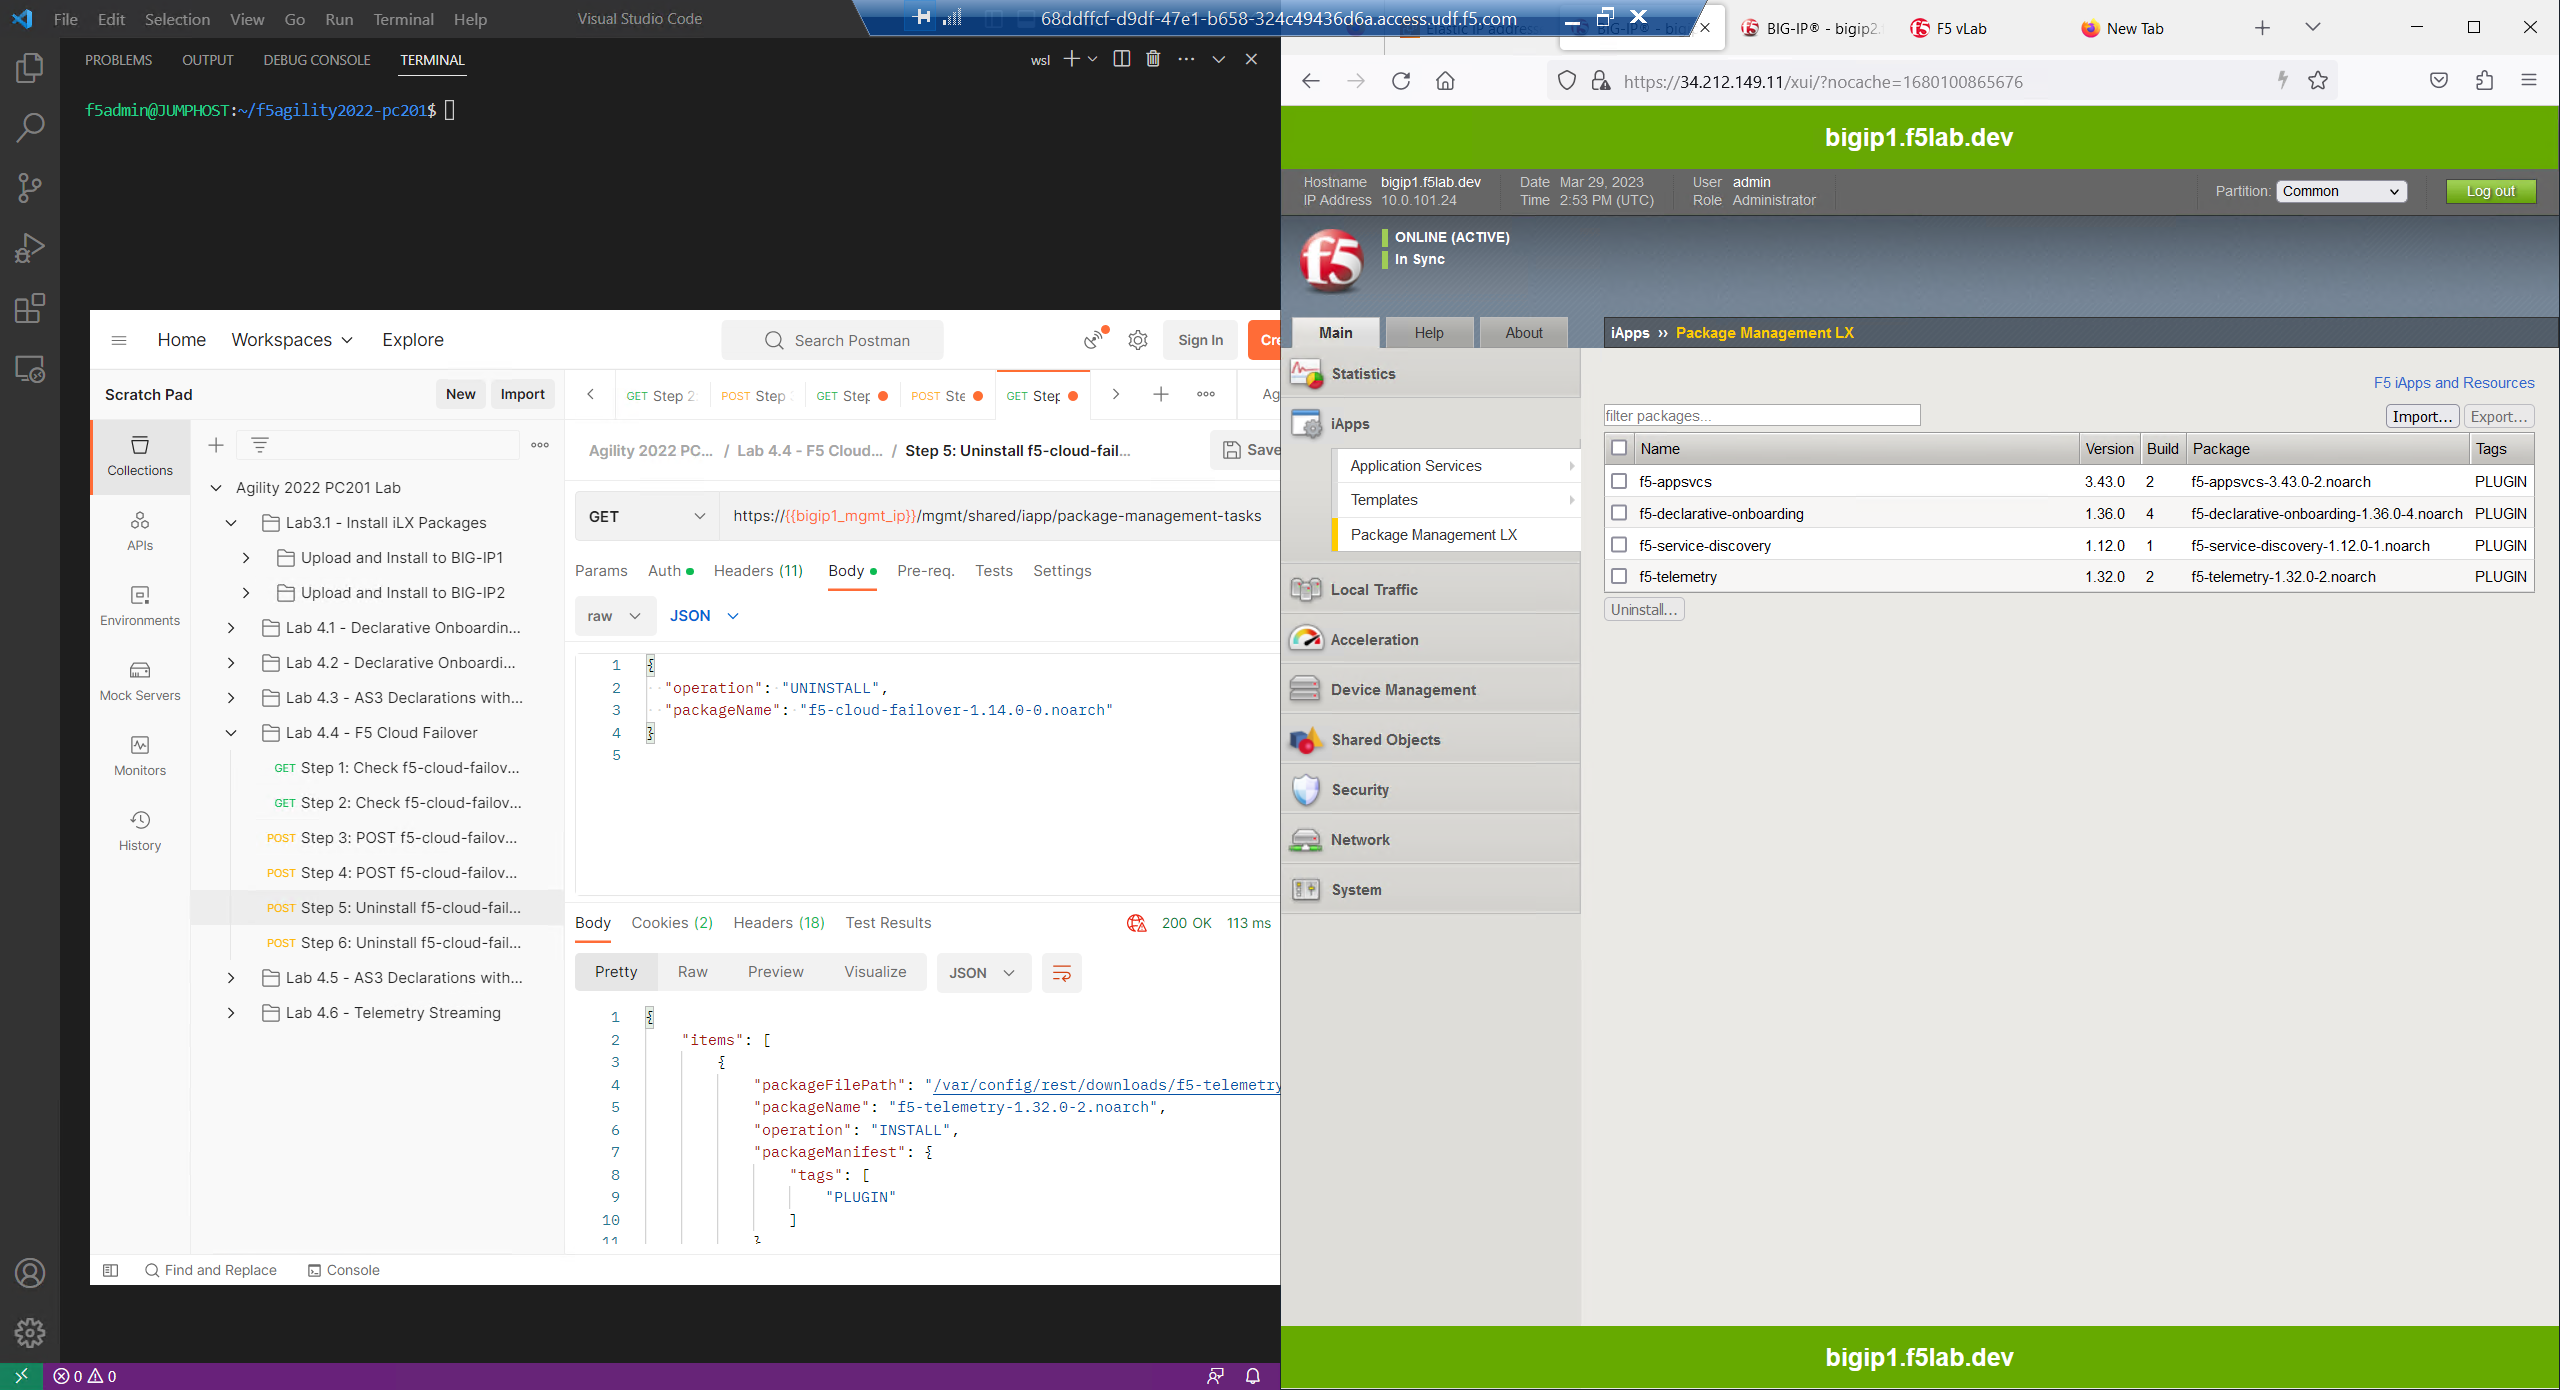 File Edit Selection View Go Run Terminal Help
Visual Studio Code
68ddffcf-d9df-47e1-b658-324c49436d6a.access.udf.f5.com
PROBLEMS OUTPUT DEBUG CONSOLE TERMINAL
wsl
f5admin@JUMPHOST:~/f5agility2022-pc201$
Home Workspaces Explore
Search Postman
Sign In
Cre
Scratch Pad
New Import
GET Step 2:
POST Step
GET Step
POST Ste
GET Step
Ag
Collections
APIs
Environments
Mock Servers
Monitors
History
Agility 2022 PC201 Lab
Lab3.1 - Install iLX Packages
Upload and Install to BIG-IP1
Upload and Install to BIG-IP2
Lab 4.1 - Declarative Onboardin...
Lab 4.2 - Declarative Onboardi...
Lab 4.3 - AS3 Declarations with...
Lab 4.4 - F5 Cloud Failover
GET Step 1: Check f5-cloud-failov...
GET Step 2: Check f5-cloud-failov...
POST Step 3: POST f5-cloud-failov...
POST Step 4: POST f5-cloud-failov...
POST Step 5: Uninstall f5-cloud-fail...
POST Step 6: Uninstall f5-cloud-fail...
Lab 4.5 - AS3 Declarations with...
Lab 4.6 - Telemetry Streaming
Agility 2022 PC... / Lab 4.4 - F5 Cloud... / Step 5: Uninstall f5-cloud-fail...
Save
GET https://{{bigip1_mgmt_ip}}/mgmt/shared/iapp/package-management-tasks
Params Auth Headers (11) Body Pre-req. Tests Settings
raw JSON
1 {
2 "operation": "UNINSTALL",
3 "packageName": "f5-cloud-failover-1.14.0-0.noarch"
4 }
5
Body Cookies (2) Headers (18) Test Results
200 OK 113 ms
Pretty Raw Preview Visualize JSON
1 {
2 "items": [
3 {
4 "packageFilePath": "/var/config/rest/downloads/f5-telemetry
5 "packageName": "f5-telemetry-1.32.0-2.noarch",
6 "operation": "INSTALL",
7 "packageManifest": {
8 "tags": [
9 "PLUGIN"
10 ]
11 }
Find and Replace Console
0 0
BIG-IP® - bigip2.
F5 vLab
New Tab
https://34.212.149.11/xui/?nocache=1680100865676
bigip1.f5lab.dev
Hostname bigip1.f5lab.dev
IP Address 10.0.101.24
Date Mar 29, 2023
Time 2:53 PM (UTC)
User admin
Role Administrator
Partition: Common
Log out
f5
ONLINE (ACTIVE)
In Sync
Main Help About
iApps ›› Package Management LX
Statistics
iApps
Application Services
Templates
Package Management LX
Local Traffic
Acceleration
Device Management
Shared Objects
Security
Network
System
F5 iApps and Resources
filter packages...
Import... Export...
Name Version Build Package Tags
f5-appsvcs 3.43.0 2 f5-appsvcs-3.43.0-2.noarch PLUGIN
f5-declarative-onboarding 1.36.0 4 f5-declarative-onboarding-1.36.0-4.noarch PLUGIN
f5-service-discovery 1.12.0 1 f5-service-discovery-1.12.0-1.noarch PLUGIN
f5-telemetry 1.32.0 2 f5-telemetry-1.32.0-2.noarch PLUGIN
Uninstall...
bigip1.f5lab.dev